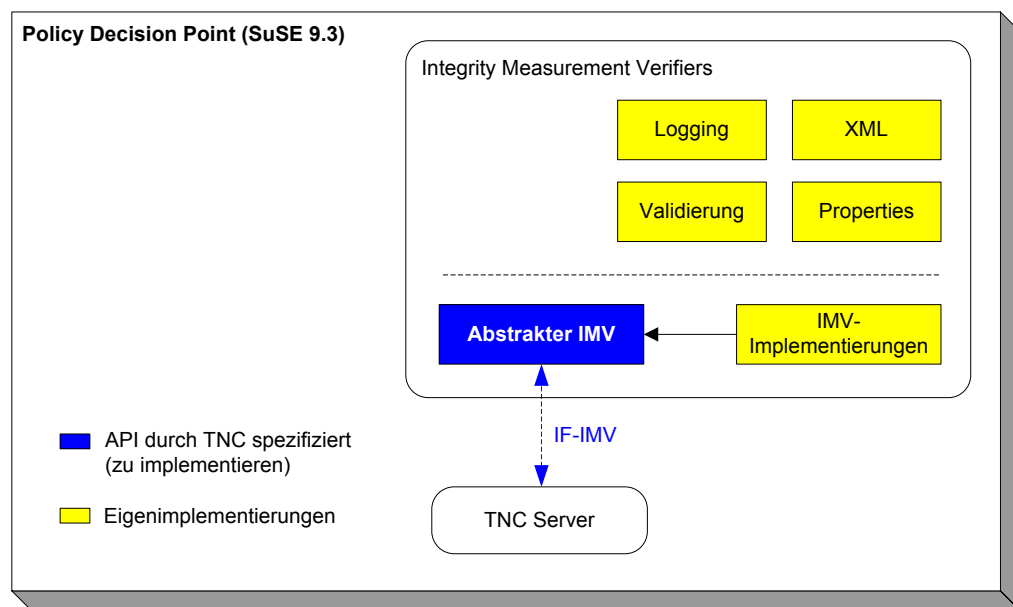 Policy Decision Point (SuSE 9.3)
Integrity Measurement Verifiers
Logging
XML
Validierung
Properties
Abstrakter IMV
IMV-
Implementierungen
IF-IMV
API durch TNC spezifiziert
(zu implementieren)
Eigenimplementierungen
TNC Server